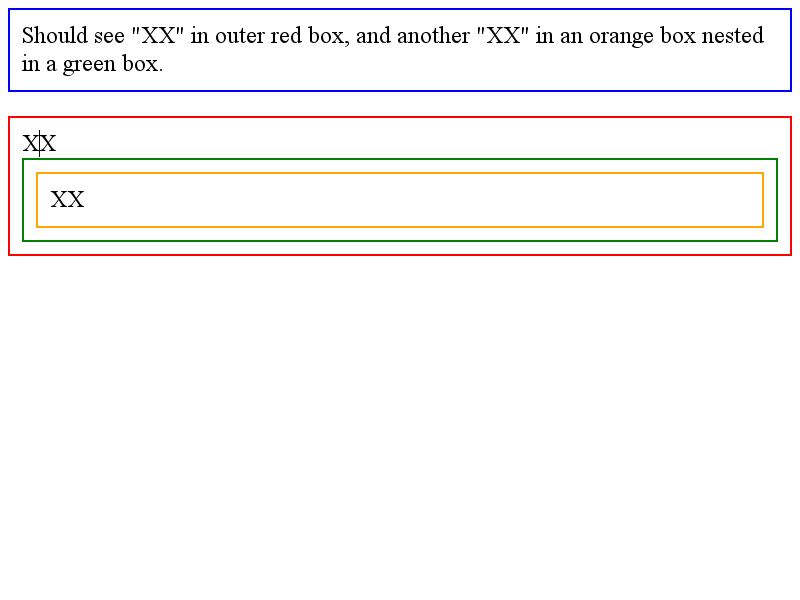 Should see "XX" in outer red box, and another "XX" in an orange box nested
in a green box.
XX
XX